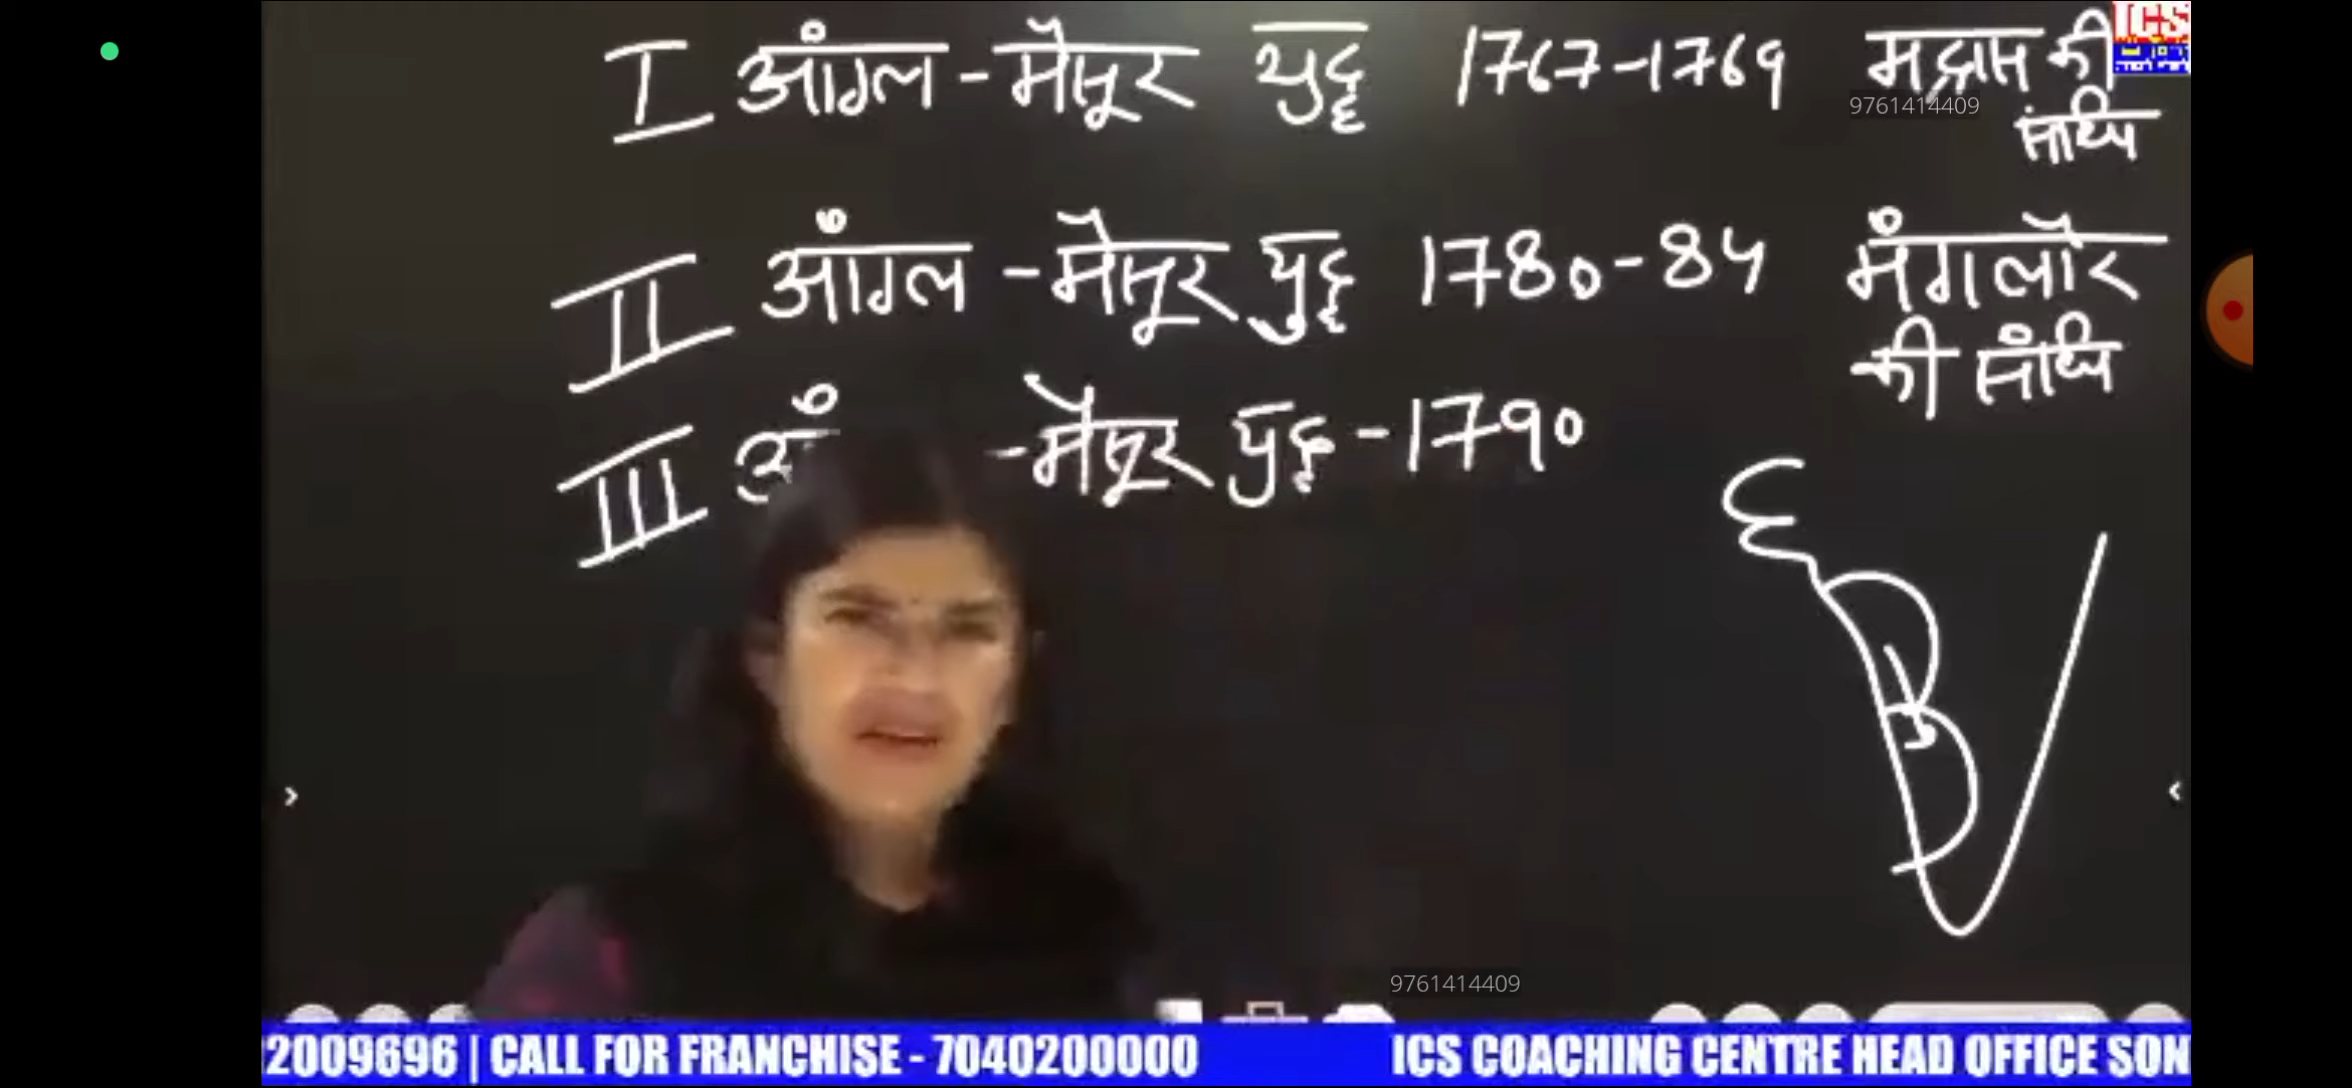 I आंग्ल - मैसूर युद्ध 1767-1769 मद्रास की संधि
ICS
9761414409
II आंग्ल - मैसूर युद्ध 1780-84 मंगलौर की संधि
III आं - मैसूर युद्ध - 1790
9761414409
2009696 | CALL FOR FRANCHISE - 7040200000 ICS COACHING CENTRE HEAD OFFICE SON